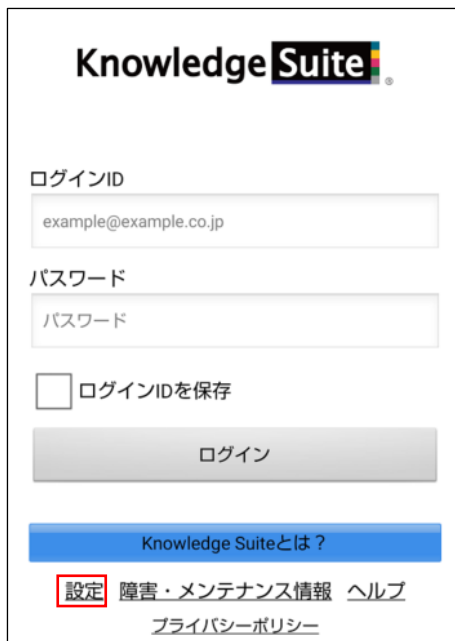 Knowledge Suite ®
ログインID
example@example.co.jp
パスワード
パスワード
ログインIDを保存
ログイン
Knowledge Suiteとは？
設定 障害・メンテナンス情報 ヘルプ
プライバシーポリシー